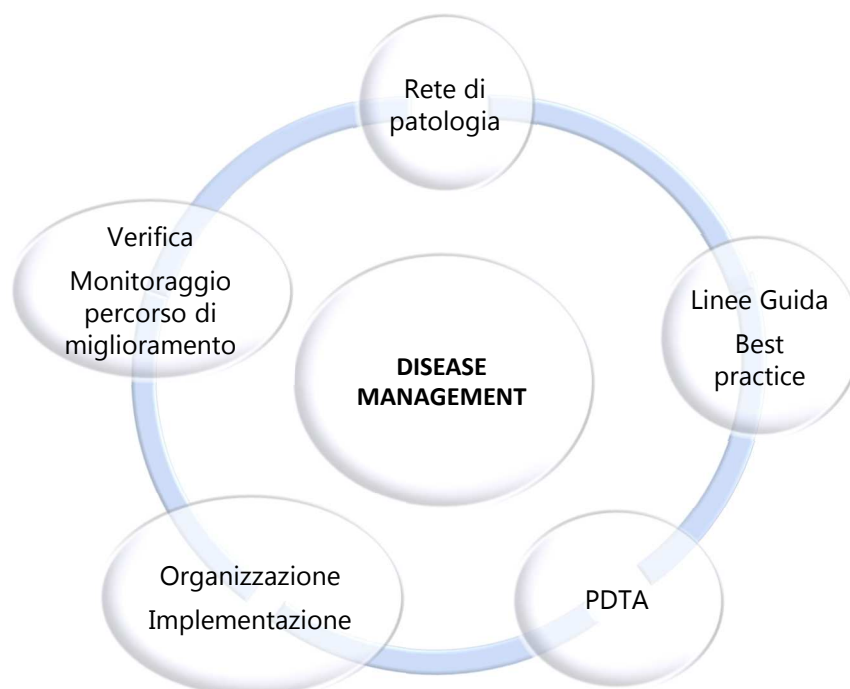 Rete di
patologia
Verifica
Monitoraggio
percorso di
miglioramento
Linee Guida
Best
practice
DISEASE
MANAGEMENT
Organizzazione
Implementazione
PDTA